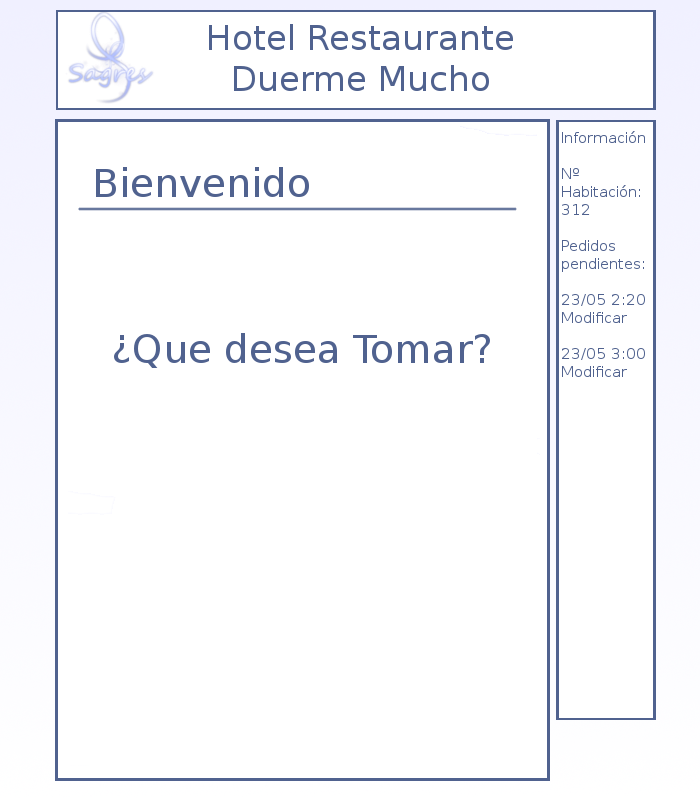 Sagres
Hotel Restaurante
Duerme Mucho
Bienvenido
¿Que desea Tomar?
Información
Nº
Habitación:
312
Pedidos
pendientes:
23/05 2:20
Modificar
23/05 3:00
Modificar